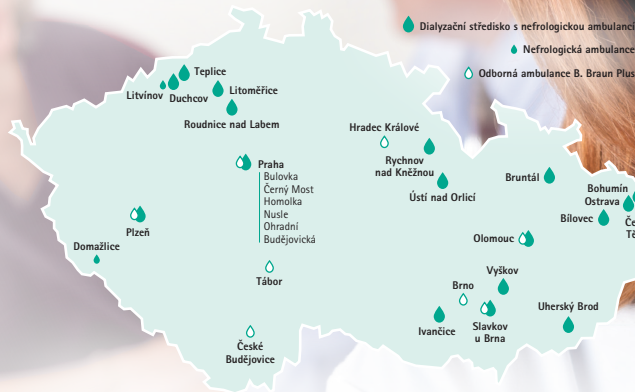 Dialyzační středisko s nefrologickou ambulancí
Nefrologická ambulance
Odborná ambulance B. Braun Plus
Teplice
Litvínov
Duchcov
Litoměřice
Roudnice nad Labem
Hradec Králové
Rychnov
nad Kněžnou
Ústí nad Orlicí
Praha
Bulovka
Černý Most
Homolka
Nusle
Ohradní
Budějovická
Bruntál
Bohumín
Ostrava
Bílovec
Plzeň
Domažlice
Olomouc
Tábor
Vyškov
Brno
Ivančice
Slavkov
u Brna
Uherský Brod
České
Budějovice